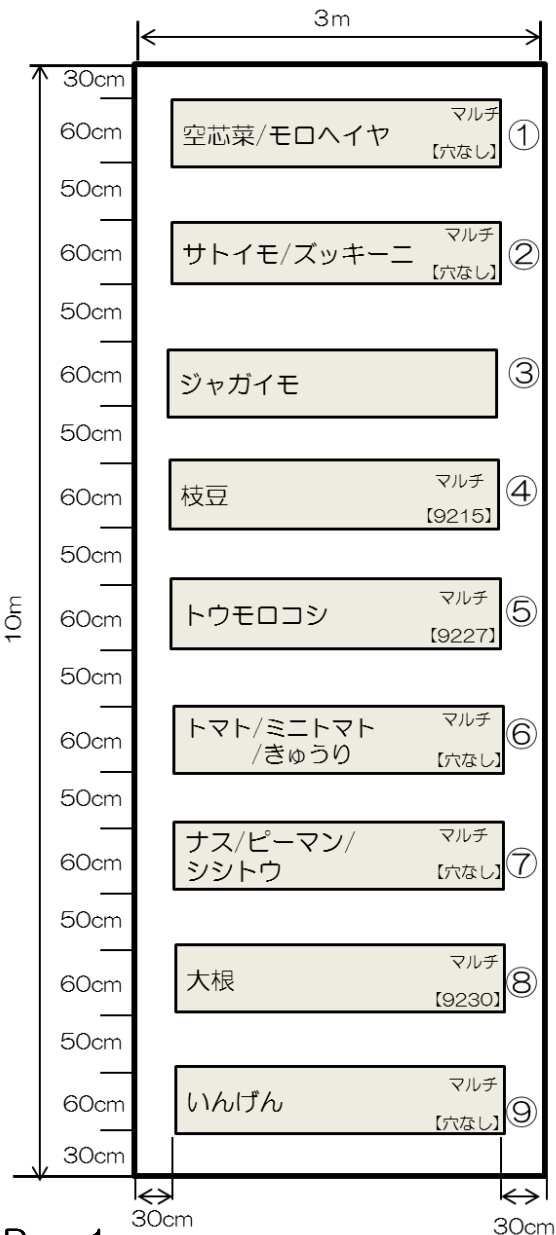 3m
30cm
60cm
空芯菜/モロヘイヤ
マルチ
【穴なし】
①
50cm
60cm
サトイモ/ズッキーニ
マルチ
【穴なし】
②
50cm
60cm
ジャガイモ
③
50cm
60cm
枝豆
マルチ
【9215】
④
50cm
10m
60cm
トウモロコシ
マルチ
【9227】
⑤
50cm
60cm
トマト/ミニトマト
/きゅうり
マルチ
【穴なし】
⑥
50cm
60cm
ナス/ピーマン/
シシトウ
マルチ
【穴なし】
⑦
50cm
60cm
大根
マルチ
【9230】
⑧
50cm
60cm
いんげん
マルチ
【穴なし】
⑨
30cm
30cm
30cm